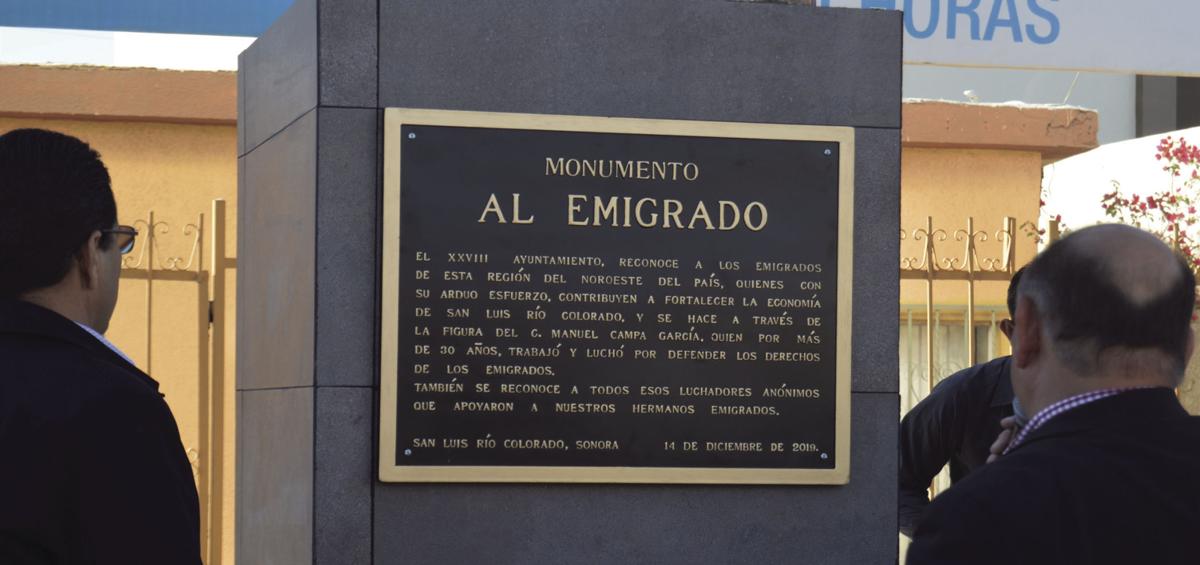 HORAS
MONUMENTO
AL EMIGRADO
EL XXVIII AYUNTAMIENTO, RECONOCE A LOS EMIGRADOS
DE ESTA REGIÓN DEL NOROESTE DEL PAÍS, QUIENES CON
SU ARDUO ESFUERZO, CONTRIBUYEN A FORTALECER LA ECONOMÍA
DE SAN LUIS RÍO COLORADO, Y SE HACE A TRAVÉS DE
LA FIGURA DEL C. MANUEL CAMPA GARCÍA, QUIEN POR MÁS
DE 30 AÑOS, TRABAJÓ Y LUCHÓ POR DEFENDER LOS DERECHOS
DE LOS EMIGRADOS.
TAMBIÉN SE RECONOCE A TODOS ESOS LUCHADORES ANÓNIMOS
QUE APOYARON A NUESTROS HERMANOS EMIGRADOS.
SAN LUIS RÍO COLORADO, SONORA 14 DE DICIEMBRE DE 2019.